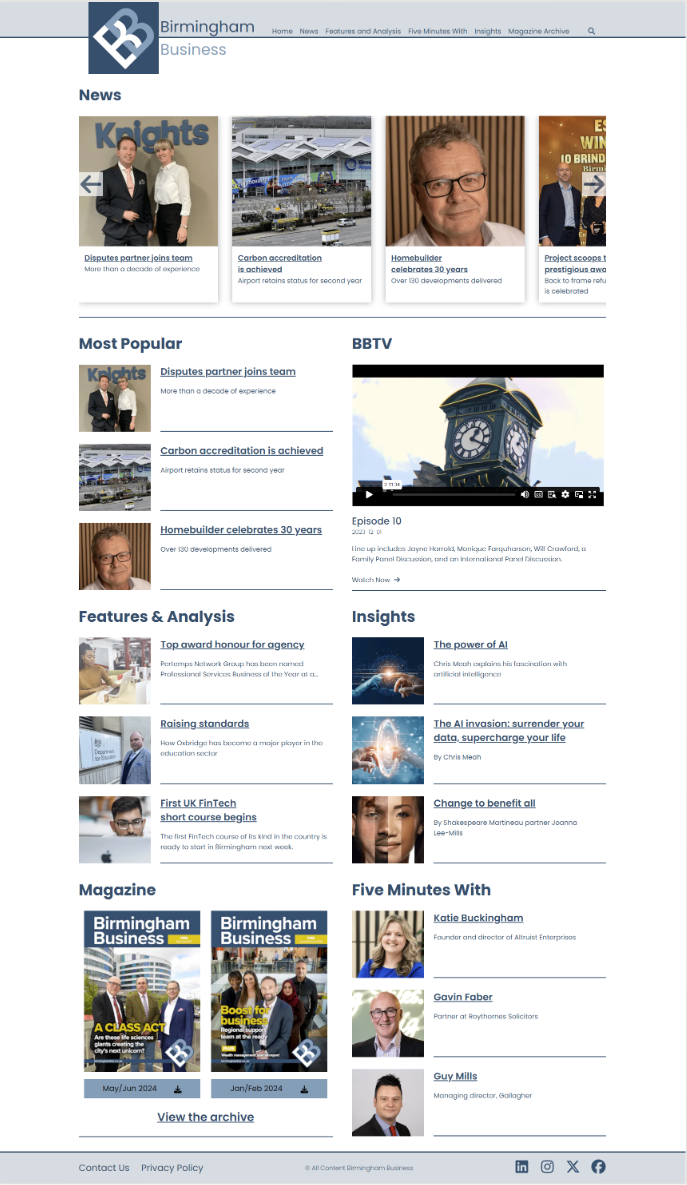 Birmingham
Business
Home News Features and Analysis Five Minutes With Insights Magazine Archive
News
Knights
Disputes partner joins team
More than a decade of experience
Carbon accreditation
is achieved
Airport retains status for second year
Homebuilder
celebrates 30 years
Over 130 developments delivered
ES
WIN
10 BRIND
Project scoops t
prestigious awa
Back to frame refu
is celebrated
Most Popular
Knights
Disputes partner joins team
More than a decade of experience
Carbon accreditation is achieved
Airport retains status for second year
Homebuilder celebrates 30 years
Over 130 developments delivered
BBTV
Episode 10
2023 12 01
Line up includes Jayne Harrold, Monique Farquharson, Will Crawford, a
Family Panel Discussion, and an International Panel Discussion.
Watch Now
Features & Analysis
Top award honour for agency
Pertemps Network Group has been named
Professional Services Business of the Year at a...
Department
for Education
Raising standards
How Oxbridge has become a major player in the
education sector
First UK FinTech
short course begins
The first FinTech course of its kind in the country is
ready to start in Birmingham next week.
Insights
The power of AI
Chris Meah explains his fascination with
artificial intelligence
The AI invasion: surrender your
data, supercharge your life
By Chris Meah
Change to benefit all
By Shakespeare Martineau partner Joanna
Lee-Mills
Magazine
Birmingham
Business
A CLASS ACT
Are these life sciences
giants creating the
city's next unicorn?
May/Jun 2024
Birmingham
Business
Boost for
business
Regional support
team at the ready
Jan/Feb 2024
View the archive
Five Minutes With
Katie Buckingham
Founder and director of Altruist Enterprises
Gavin Faber
Partner at Roythornes Solicitors
Guy Mills
Managing director, Gallagher
Contact Us Privacy Policy
© All Content Birmingham Business